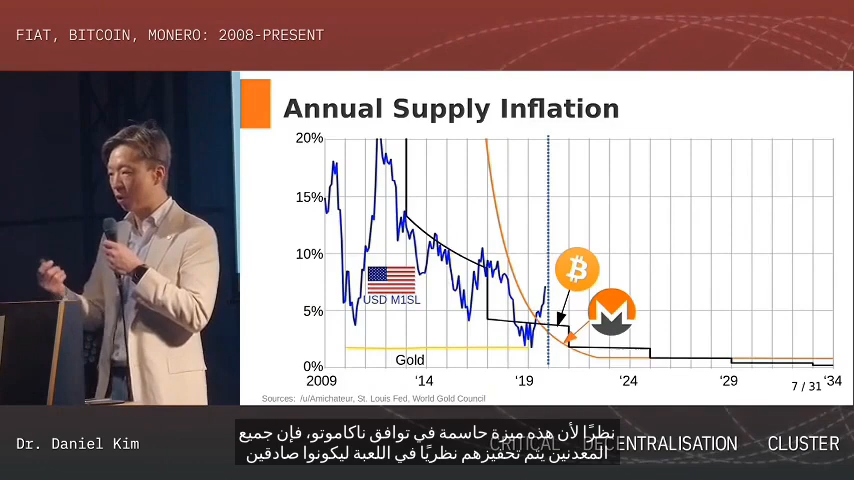 FIAT, BITCOIN, MONERO: 2008-PRESENT
Annual Supply Inflation
20%
15%
10%
5%
0%
USD M1SL
Gold
2009
'14
'19
'24
'29
'34
7 / 31
Sources: /u/Amichateur, St. Louis Fed, World Gold Council
Dr. Daniel Kim
CRITICAL DECENTRALISATION CLUSTER
نظرًا لأن هذه ميزة حاسمة في توافق ناكاموتو، فإن جميع
المعدنين يتم تحفيزهم نظريًا في اللعبة ليكونوا صادقين